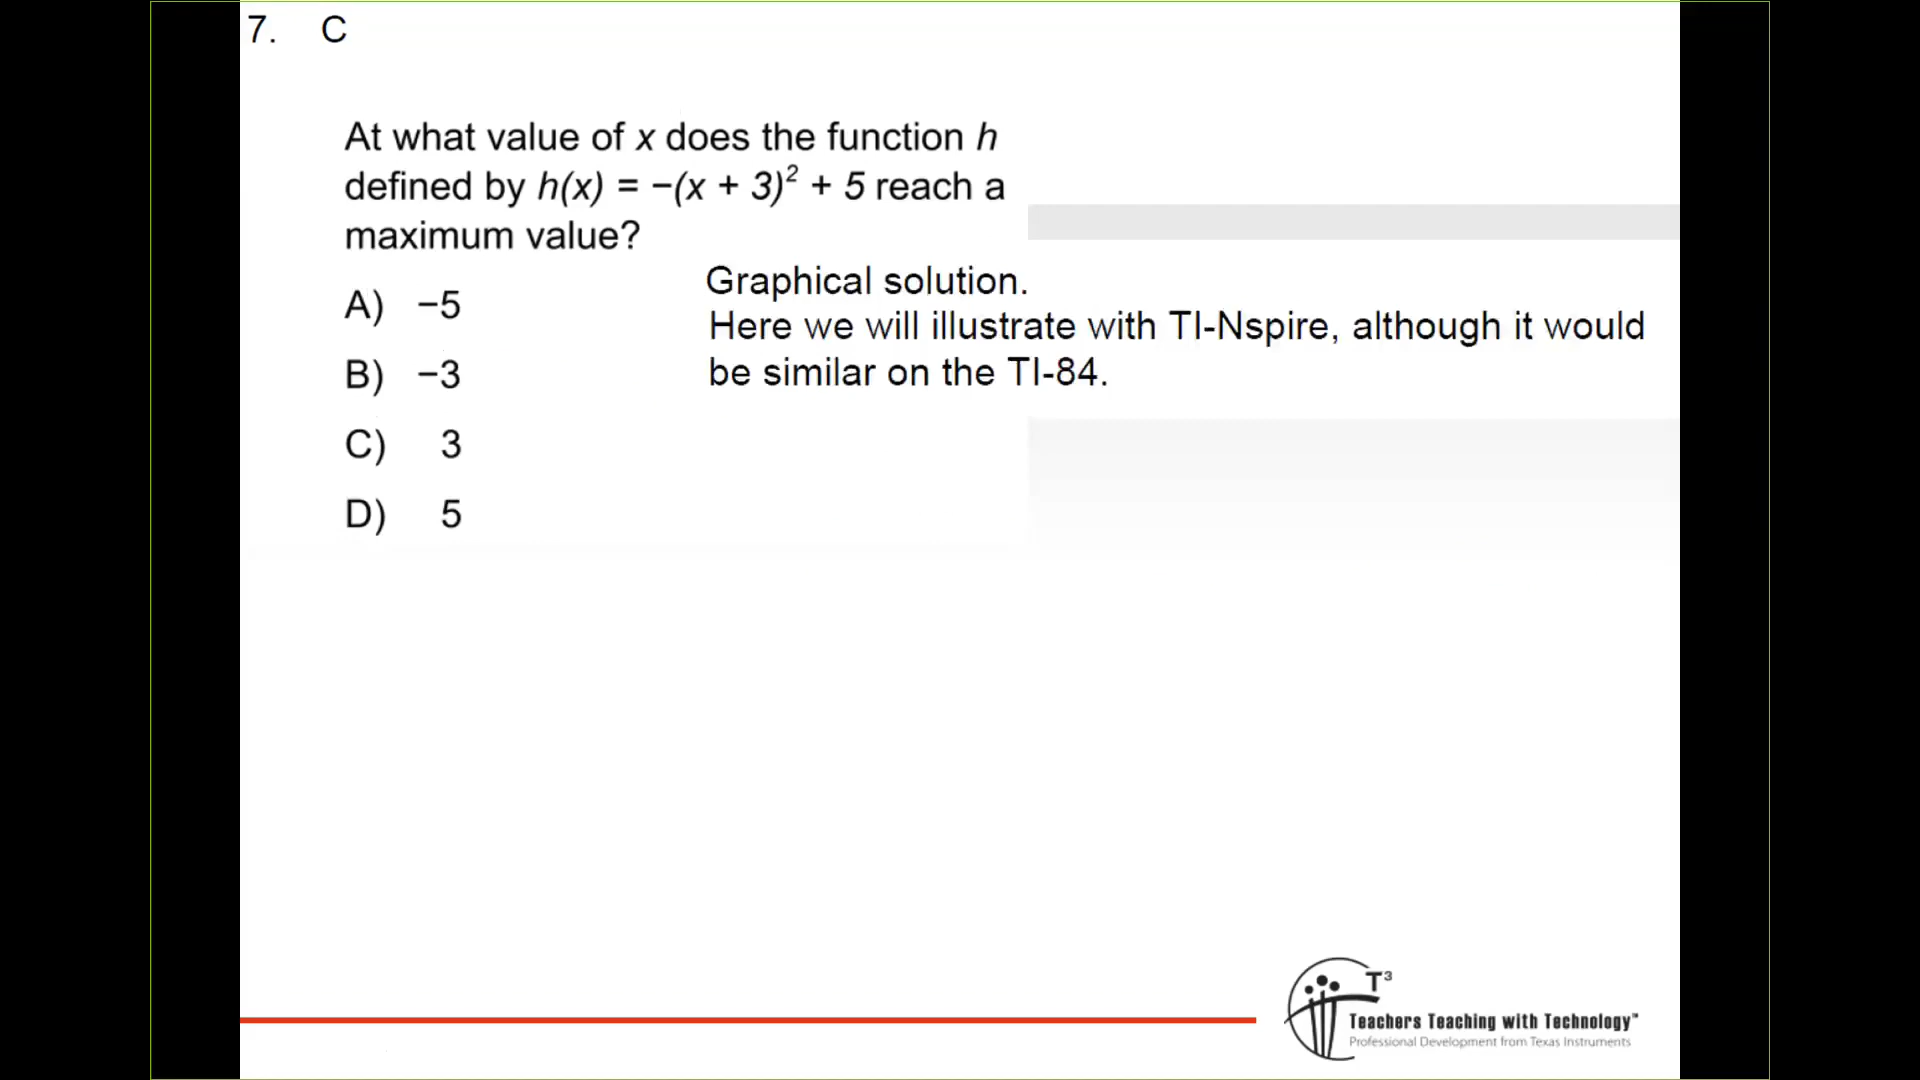 7. C
At what value of x does the function h
defined by h(x) = −(x + 3)² + 5 reach a
maximum value?
A) −5
B) −3
C) 3
D) 5
Graphical solution.
Here we will illustrate with TI-Nspire, although it would
be similar on the TI-84.
T³
Teachers Teaching with Technology™
Professional Development from Texas Instruments